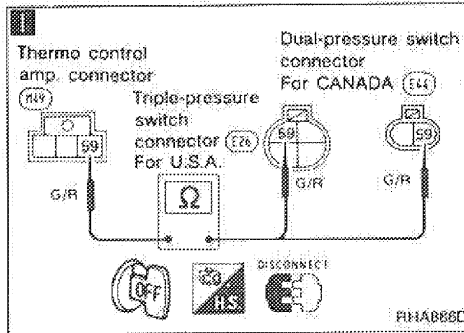 Thermo control
amp. connector
M49
Dual-pressure switch
connector
For CANADA E44
Triple-pressure
switch
connector E26
For U.S.A.
59
59
59
G/R
G/R
G/R
Ω
OFF
H.S
DISCONNECT
RHA866D